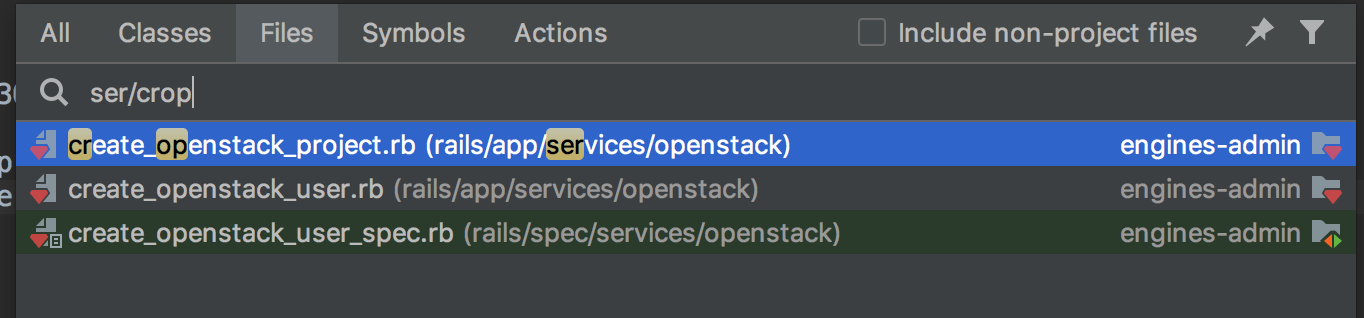 All Classes Files Symbols Actions Include non-project files
ser/crop
create_openstack_project.rb (rails/app/services/openstack) engines-admin
create_openstack_user.rb (rails/app/services/openstack) engines-admin
create_openstack_user_spec.rb (rails/spec/services/openstack) engines-admin